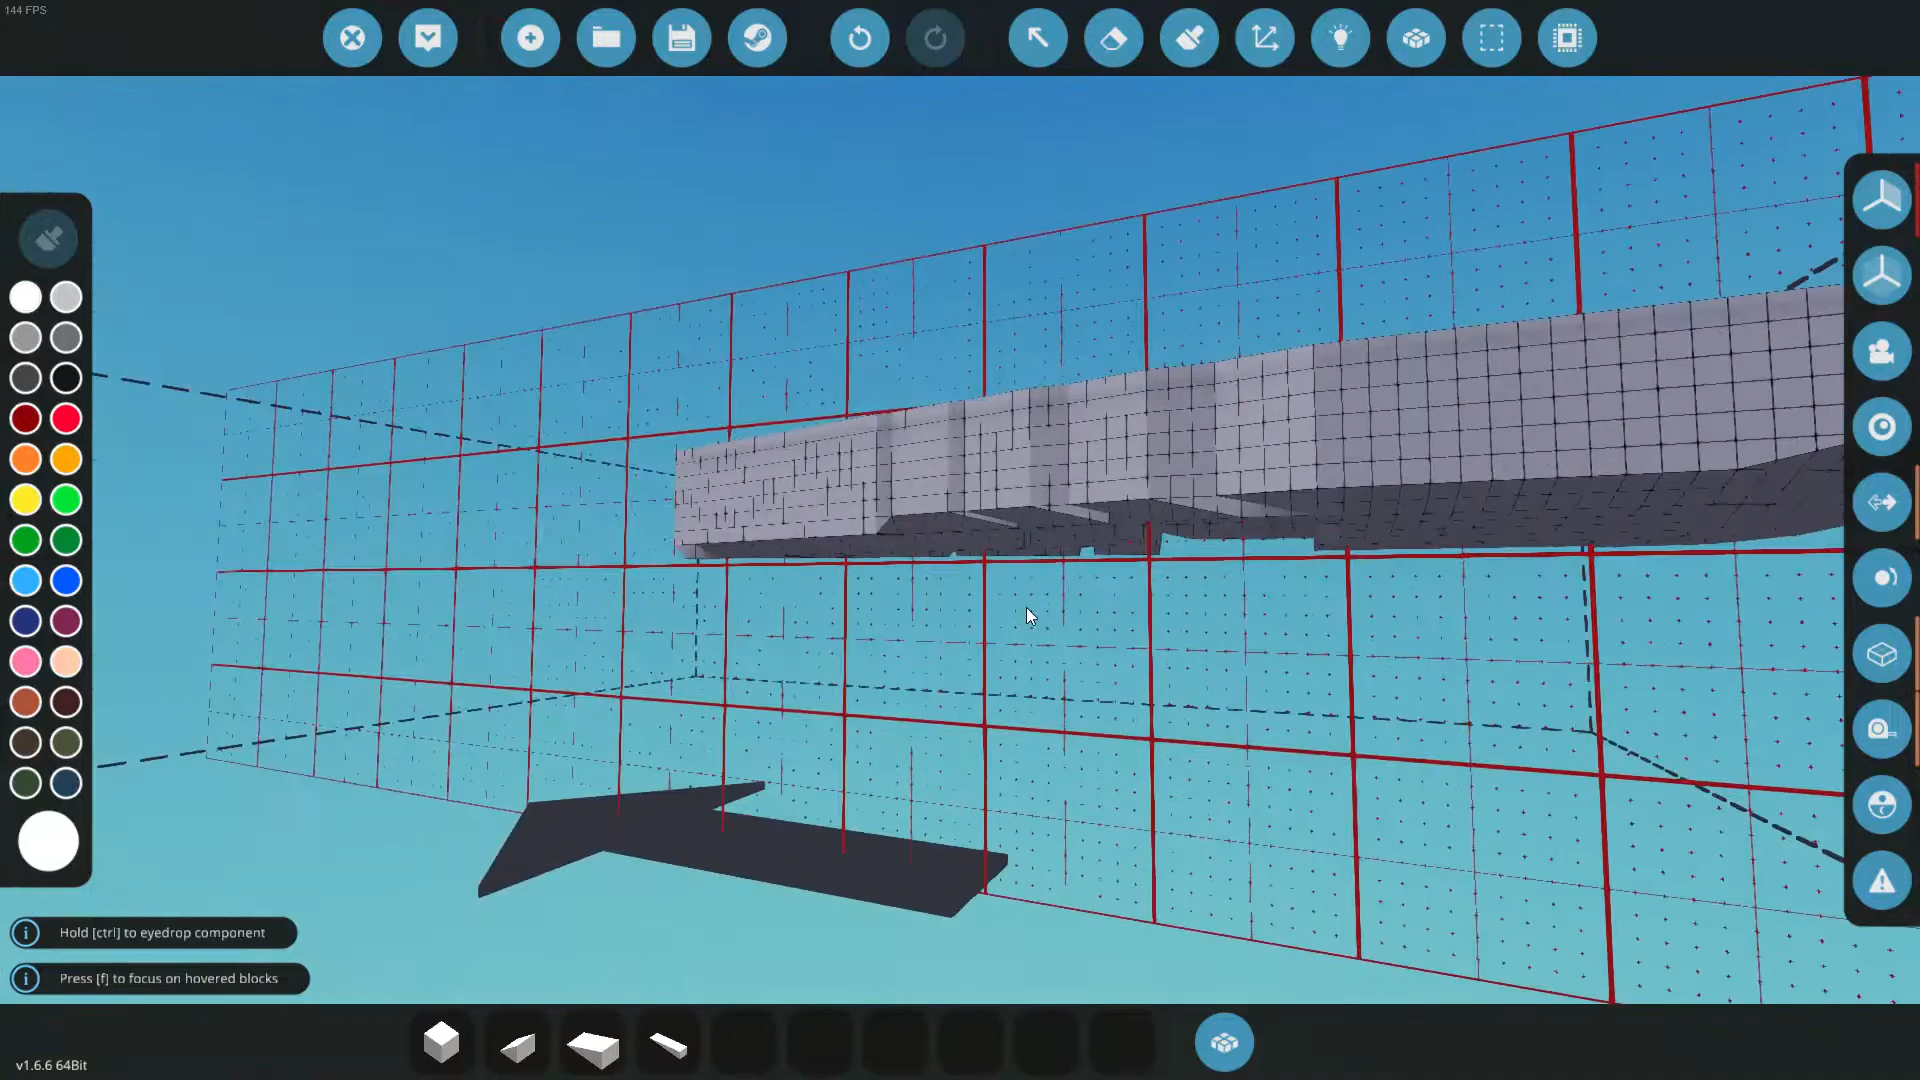 144 FPS
Hold [ctrl] to eyedrop component
Press [f] to focus on hovered blocks
v1.6.6 64Bit